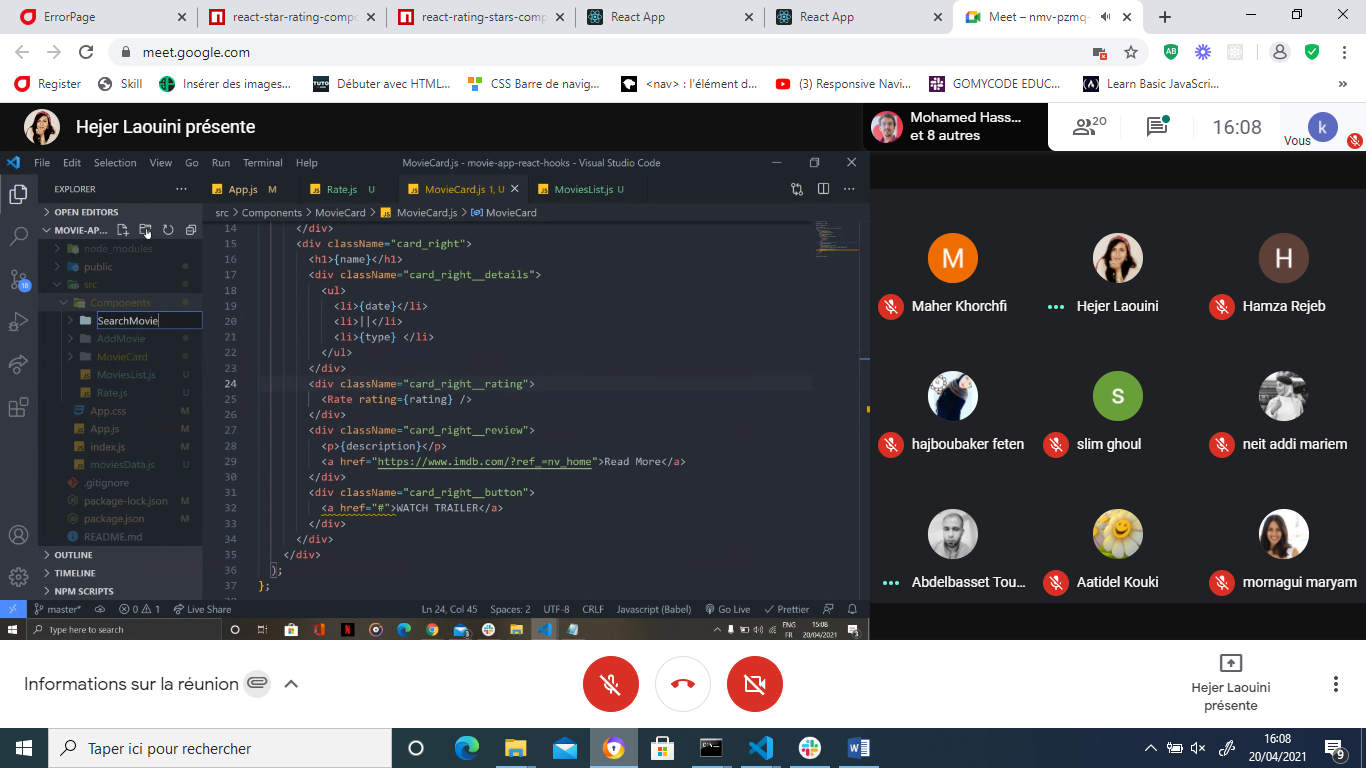 ErrorPage
react-star-rating-compo
react-rating-stars-comp
React App
React App
Meet – nmv-pzmq-
meet.google.com
Register
Skill
Insérer des images...
Débuter avec HTML...
CSS Barre de navig...
<nav> : l'élément d...
(3) Responsive Navi...
GOMYCODE EDUC...
Learn Basic JavaScri...
»
Hejer Laouini présente
Mohamed Hass...
et 8 autres
20
16:08
Vous
k
File Edit Selection View Go Run Terminal Help
MovieCard.js - movie-app-react-hooks - Visual Studio Code
EXPLORER
App.js M
Rate.js U
MovieCard.js 1, U
MoviesList.js U
OPEN EDITORS
src > Components > MovieCard > MovieCard.js > MovieCard
MOVIE-AP...
node_modules
public
src
Components
SearchMovie
AddMovie
MovieCard
MoviesList.js U
Rate.js U
App.css M
App.js M
index.js M
moviesData.js M
.gitignore
package-lock.json M
package.json M
README.md
OUTLINE
TIMELINE
NPM SCRIPTS
18
14 </div>
15 <div className="card_right">
16 <h1>{name}</h1>
17 <div className="card_right__details">
18 <ul>
19 <li>{date}</li>
20 <li>||</li>
21 <li>{type} </li>
22 </ul>
23 </div>
24 <div className="card_right__rating">
25 <Rate rating={rating} />
26 </div>
27 <div className="card_right__review">
28 <p>{description}</p>
29 <a href="https://www.imdb.com/?ref_=nv_home">Read More</a>
30 </div>
31 <div className="card_right__button">
32 <a href="#">WATCH TRAILER</a>
33 </div>
34 </div>
35 </div>
36 );
37 };
master*
0 1
Live Share
Ln 24, Col 45
Spaces: 2
UTF-8
CRLF
Javascript (Babel)
Go Live
Prettier
Type here to search
ENG
FR
15:08
20/04/2021
M
Maher Khorchfi
Hejer Laouini
H
Hamza Rejeb
hajboubaker feten
S
slim ghoul
neit addi mariem
Abdelbasset Tou...
Aatidel Kouki
mornagui maryam
Informations sur la réunion
Hejer Laouini
présente
Taper ici pour rechercher
16:08
20/04/2021
9